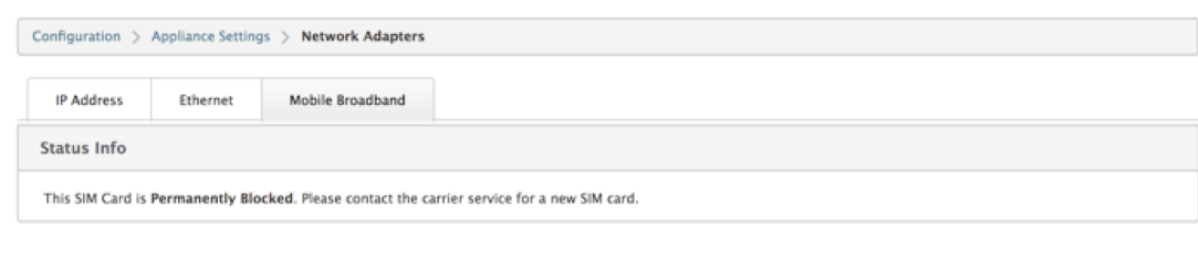 Configuration > Appliance Settings > Network Adapters
IP Address Ethernet Mobile Broadband
Status Info
This SIM Card is Permanently Blocked. Please contact the carrier service for a new SIM card.